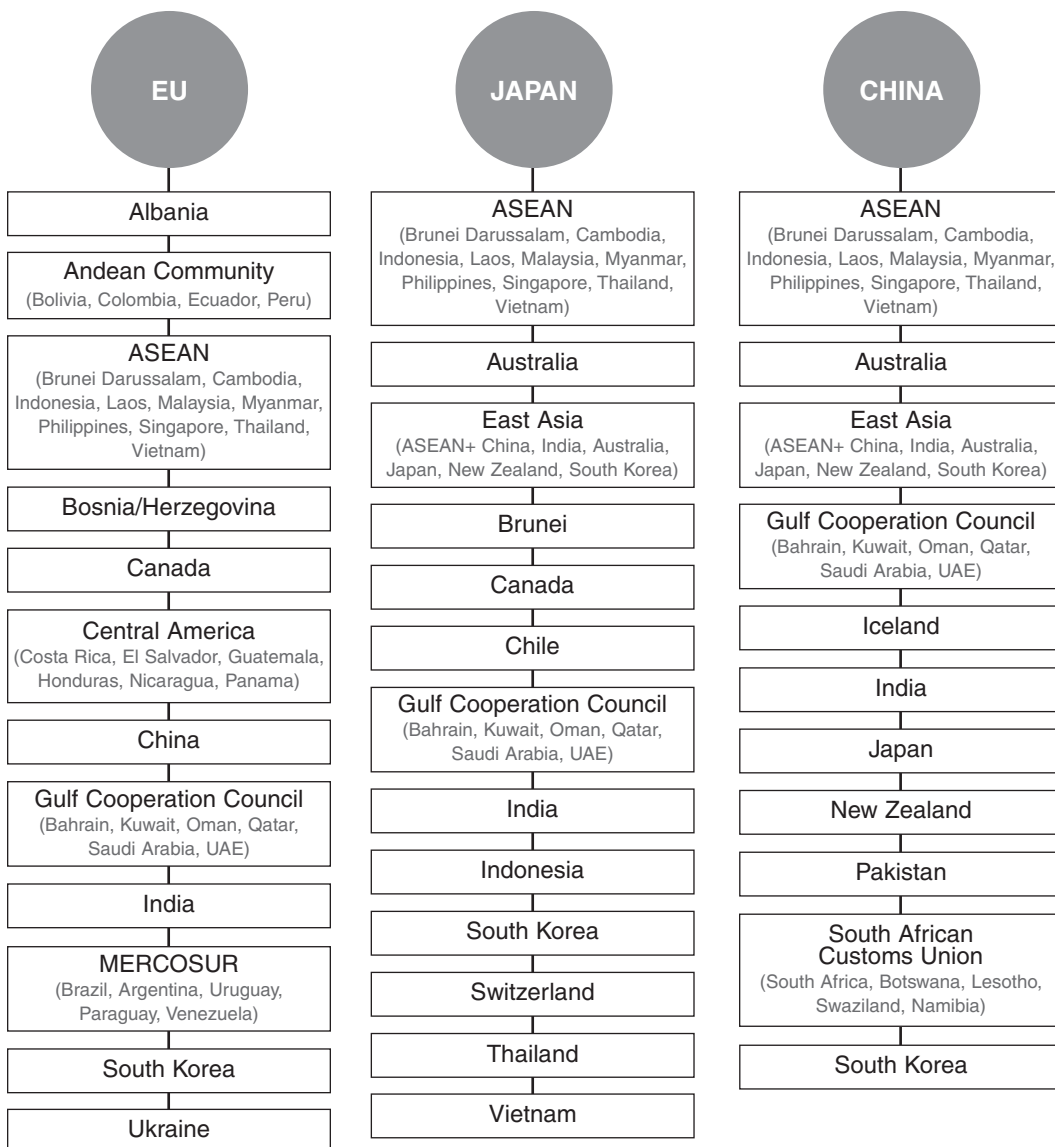 EU
Albania
Andean Community
(Bolivia, Colombia, Ecuador, Peru)
ASEAN
(Brunei Darussalam, Cambodia,
Indonesia, Laos, Malaysia, Myanmar,
Philippines, Singapore, Thailand,
Vietnam)
Bosnia/Herzegovina
Canada
Central America
(Costa Rica, El Salvador, Guatemala,
Honduras, Nicaragua, Panama)
China
Gulf Cooperation Council
(Bahrain, Kuwait, Oman, Qatar,
Saudi Arabia, UAE)
India
MERCOSUR
(Brazil, Argentina, Uruguay,
Paraguay, Venezuela)
South Korea
Ukraine
JAPAN
ASEAN
(Brunei Darussalam, Cambodia,
Indonesia, Laos, Malaysia, Myanmar,
Philippines, Singapore, Thailand,
Vietnam)
Australia
East Asia
(ASEAN+ China, India, Australia,
Japan, New Zealand, South Korea)
Brunei
Canada
Chile
Gulf Cooperation Council
(Bahrain, Kuwait, Oman, Qatar,
Saudi Arabia, UAE)
India
Indonesia
South Korea
Switzerland
Thailand
Vietnam
CHINA
ASEAN
(Brunei Darussalam, Cambodia,
Indonesia, Laos, Malaysia, Myanmar,
Philippines, Singapore, Thailand,
Vietnam)
Australia
East Asia
(ASEAN+ China, India, Australia,
Japan, New Zealand, South Korea)
Gulf Cooperation Council
(Bahrain, Kuwait, Oman, Qatar,
Saudi Arabia, UAE)
Iceland
India
Japan
New Zealand
Pakistan
South African
Customs Union
(South Africa, Botswana, Lesotho,
Swaziland, Namibia)
South Korea